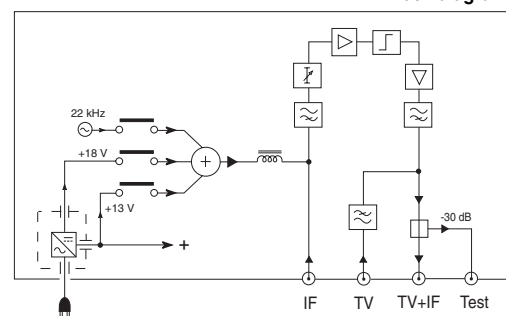 22 kHz
+18 V
+13 V
+
+
-30 dB
IF TV TV+IF Test